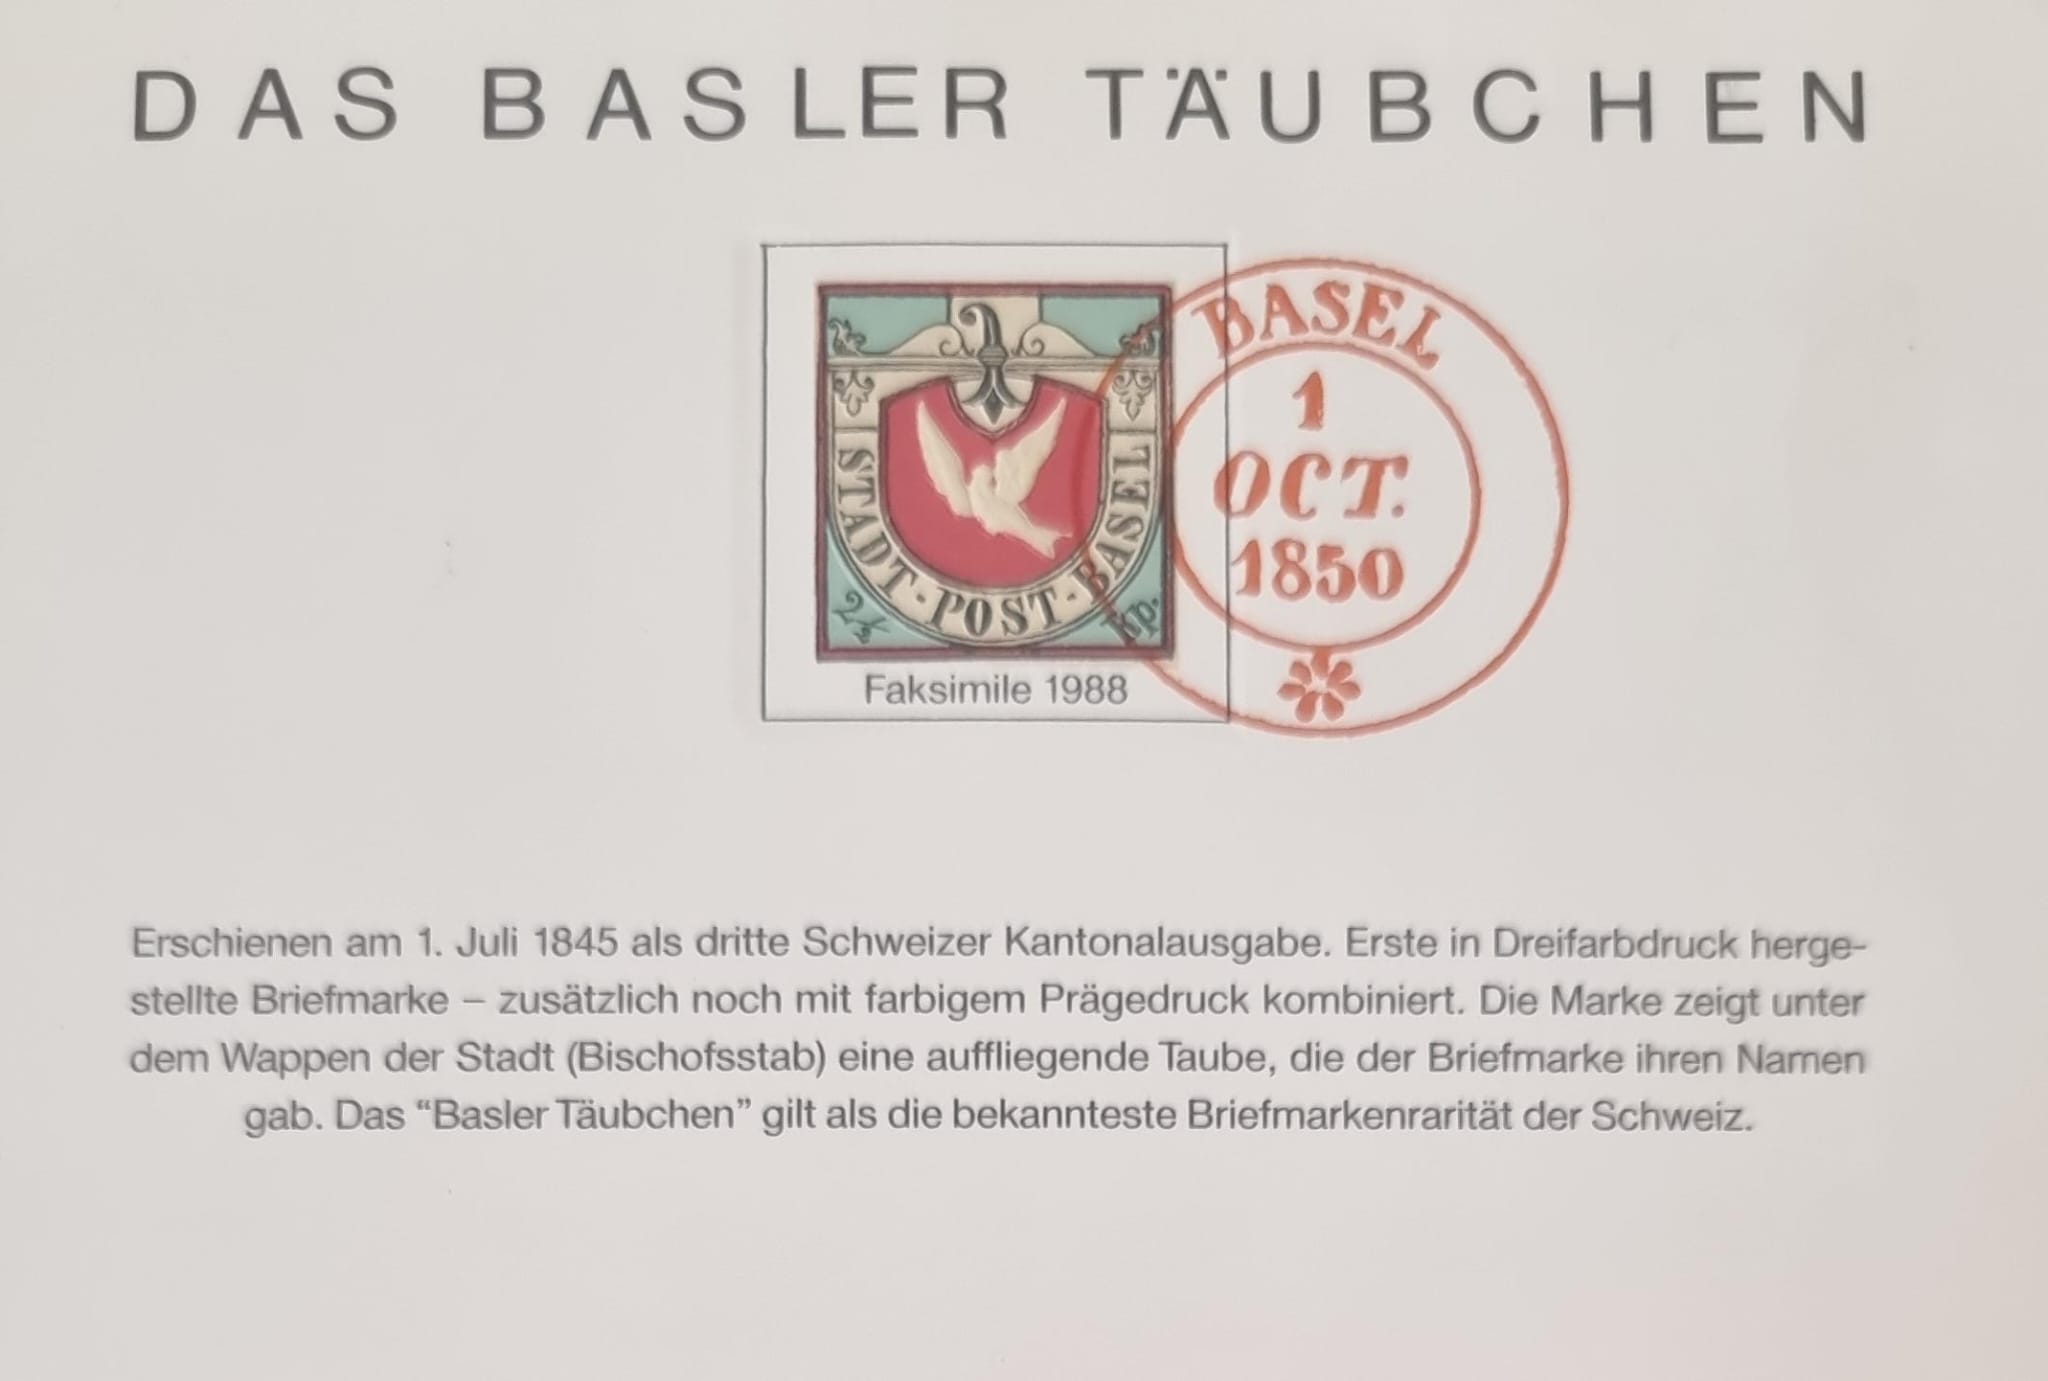 DAS BASLER TÄUBCHEN
STADT·POST·BASEL
2½ Rp.
Faksimile 1988
BASEL
1
OCT.
1850
Erschienen am 1. Juli 1845 als dritte Schweizer Kantonalausgabe. Erste in Dreifarbdruck herge-
stellte Briefmarke – zusätzlich noch mit farbigem Prägedruck kombiniert. Die Marke zeigt unter
dem Wappen der Stadt (Bischofsstab) eine auffliegende Taube, die der Briefmarke ihren Namen
gab. Das “Basler Täubchen” gilt als die bekannteste Briefmarkenrarität der Schweiz.